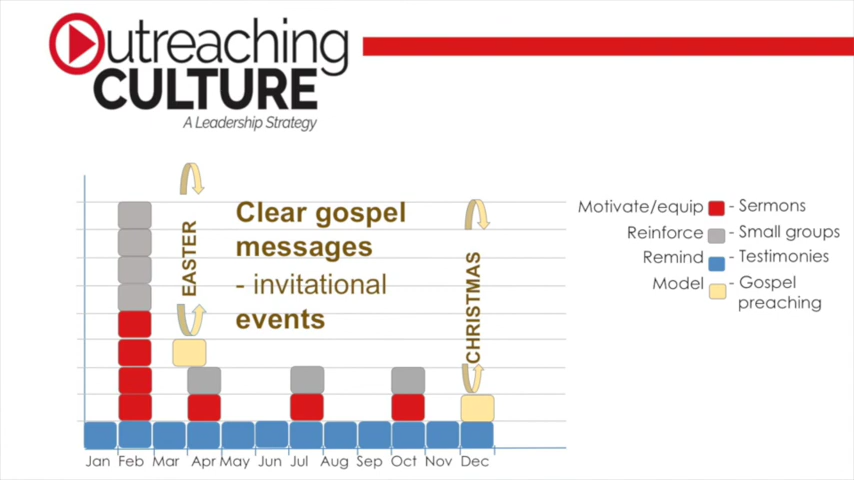 Outreaching
CULTURE
A Leadership Strategy
EASTER
Clear gospel
messages
- invitational
events
CHRISTMAS
Motivate/equip - Sermons
Reinforce - Small groups
Remind - Testimonies
Model - Gospel
preaching
Jan Feb Mar Apr May Jun Jul Aug Sep Oct Nov Dec